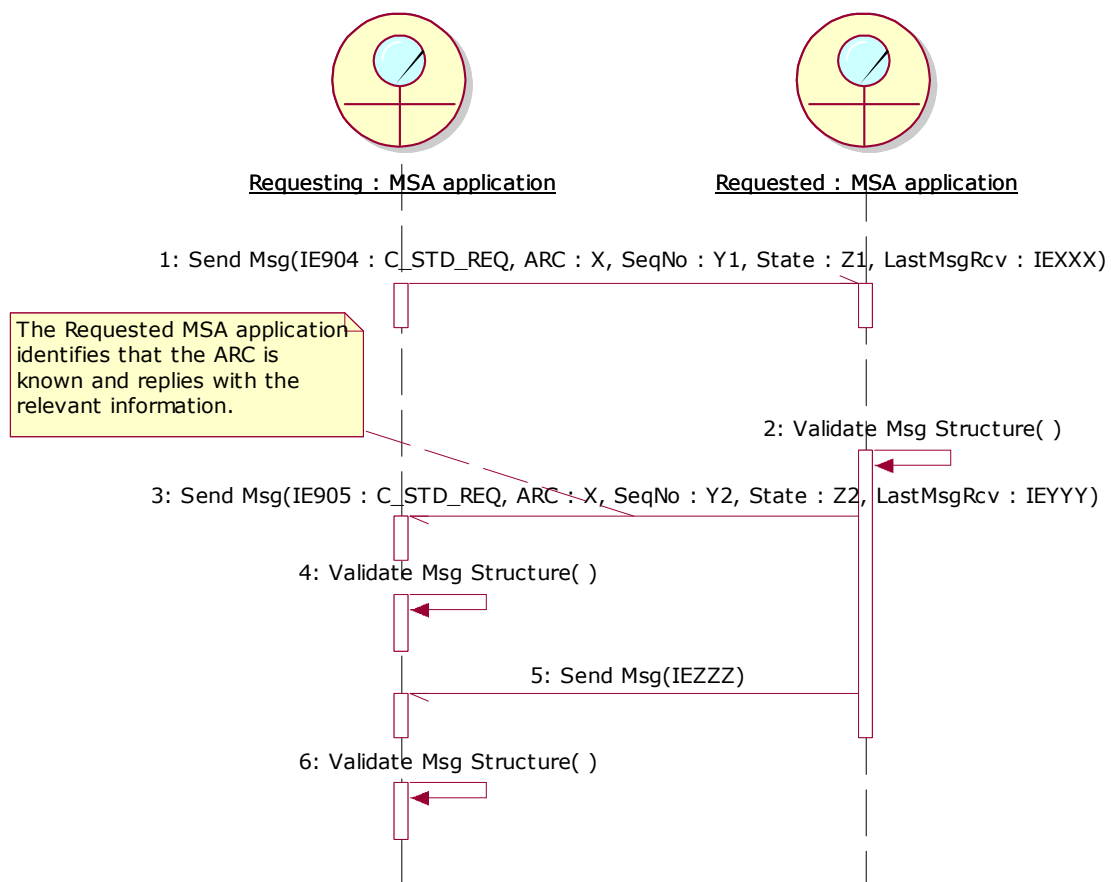 Requesting : MSA application
Requested : MSA application
1: Send Msg(IE904 : C_STD_REQ, ARC : X, SeqNo : Y1, State : Z1, LastMsgRcv : IEXXX)
The Requested MSA application
identifies that the ARC is
known and replies with the
relevant information.
2: Validate Msg Structure( )
3: Send Msg(IE905 : C_STD_REQ, ARC : X, SeqNo : Y2, State : Z2, LastMsgRcv : IEYYY)
4: Validate Msg Structure( )
5: Send Msg(IEZZZ)
6: Validate Msg Structure( )